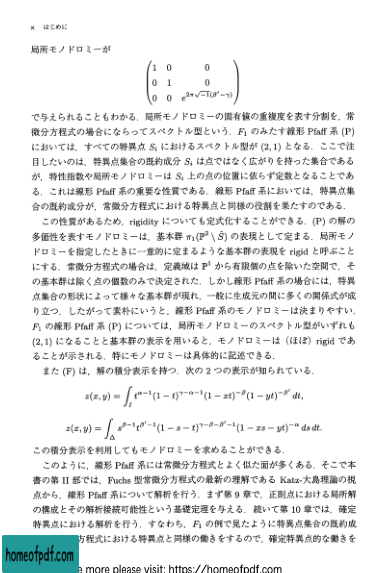 x はじめに
局所モノドロミーが
1 0 0
0 1 0
0 0 e^{2π√−1(β′−γ)}
で与えられることもわかる．局所モノドロミーの固有値の重複度を表す分割を，常
微分方程式の場合にならってスペクトル型という．F₁ のみたす線形 Pfaff 系 (P)
においては，すべての特異点 Sᵢ におけるスペクトル型が (2,1) となる．ここで注
目したいのは，特異点集合の既約成分 Sᵢ は点ではなく広がりを持った集合である
が，特性指数や局所モノドロミーは Sᵢ 上の点の位置に依らず定数となることであ
る．これは線形 Pfaff 系の重要な性質である．線形 Pfaff 系においては，特異点集
合の既約成分が，常微分方程式における特異点と同様の役割を果たすのである．
この性質があるため，rigidity についても定式化することができる．(P) の解の
多価性を表すモノドロミーは，基本群 π₁(ℙ² \ S) の表現として定まる．局所モノ
ドロミーを指定したときに一意的に定まるような基本群の表現を rigid と呼ぶこと
にする．常微分方程式の場合は，定義域は ℙ¹ から有限個の点を除いた空間で，そ
の基本群は除く点の個数のみで決定された．しかし線形 Pfaff 系の場合には，特異
点集合の形状によって様々な基本群が現れ，一般に生成元の間に多くの関係式が成
り立つ．したがって素朴にいうと，線形 Pfaff 系のモノドロミーは決まりやすい．
F₁ の線形 Pfaff 系 (P) については，局所モノドロミーのスペクトル型がいずれも
(2,1) になることと基本群の表示を用いると，モノドロミーは（ほぼ）rigid であ
ることが示される．特にモノドロミーは具体的に記述できる．
また (F) は，解の積分表示を持つ．次の 2 つの表示が知られている．
z(x,y) = ∫_I t^{α−1}(1−t)^{γ−α−1}(1−xt)^{−β}(1−yt)^{−β′} dt,
z(x,y) = ∫_Δ s^{β−1}t^{β′−1}(1−s−t)^{γ−β−β′−1}(1−xs−yt)^{−α} ds dt.
この積分表示を利用してもモノドロミーを求めることができる．
このように，線形 Pfaff 系には常微分方程式とよく似た面が多くある．そこで本
書の第 II 部では，Fuchs 型常微分方程式の最新の理解である Katz-大島理論の視
点から，線形 Pfaff 系について解析を行う．まず第 9 章で，正則点における局所解
の構成とその解析接続可能性という基礎定理を与える．続いて第 10 章では，確定
特異点における解析を行う．すなわち，F₁ の例で見たように特異点集合の既約成
方程式における特異点と同様の働きをするので，確定特異点的な働きを
homeofpdf.com
more please visit: https://homeofpdf.com